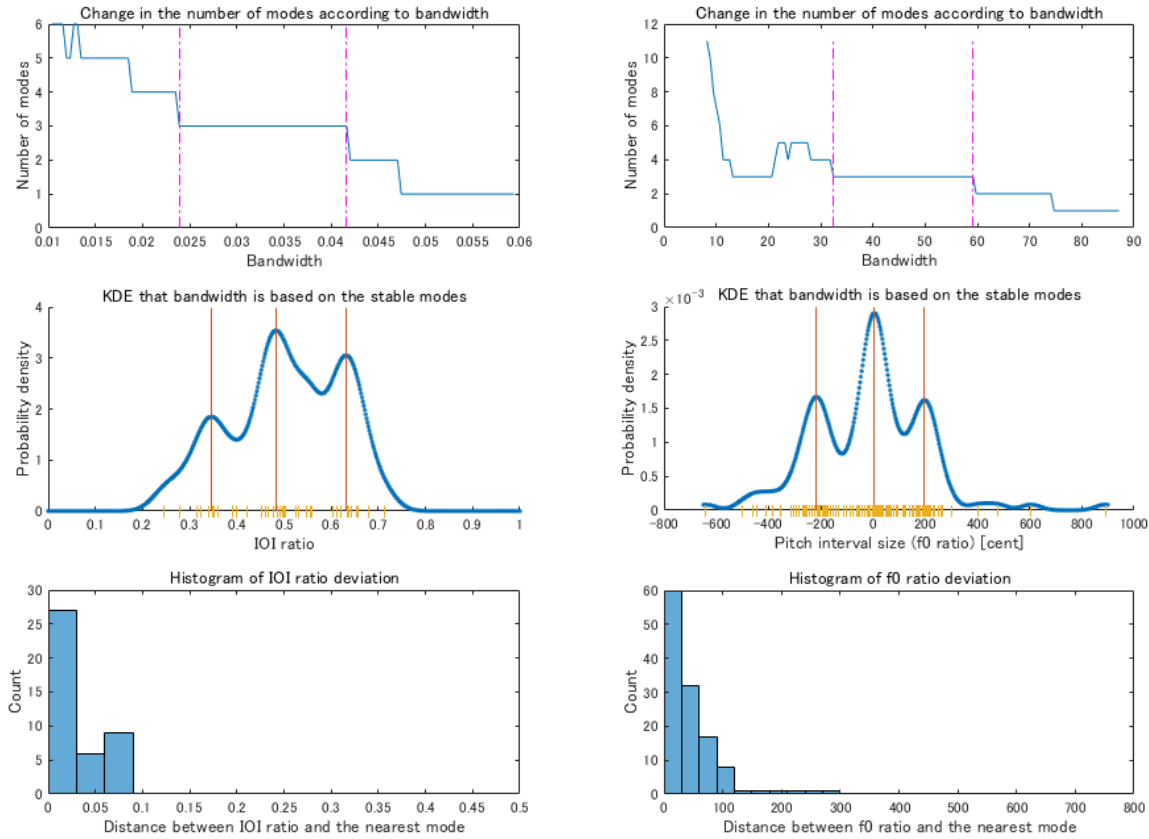 Change in the number of modes according to bandwidth
Number of modes
6
5
4
3
2
1
0
0.01 0.015 0.02 0.025 0.03 0.035 0.04 0.045 0.05 0.055 0.06
Bandwidth
Change in the number of modes according to bandwidth
Number of modes
12
10
8
6
4
2
0
0 10 20 30 40 50 60 70 80 90
Bandwidth
KDE that bandwidth is based on the stable modes
Probability density
4
3
2
1
0
0 0.1 0.2 0.3 0.4 0.5 0.6 0.7 0.8 0.9 1
IOI ratio
KDE that bandwidth is based on the stable modes
×10⁻³
Probability density
3
2.5
2
1.5
1
0.5
0
-800 -600 -400 -200 0 200 400 600 800 1000
Pitch interval size (f0 ratio) [cent]
Histogram of IOI ratio deviation
Count
30
25
20
15
10
5
0
0 0.05 0.1 0.15 0.2 0.25 0.3 0.35 0.4 0.45 0.5
Distance between IOI ratio and the nearest mode
Histogram of f0 ratio deviation
Count
60
50
40
30
20
10
0
0 100 200 300 400 500 600 700 800
Distance between f0 ratio and the nearest mode